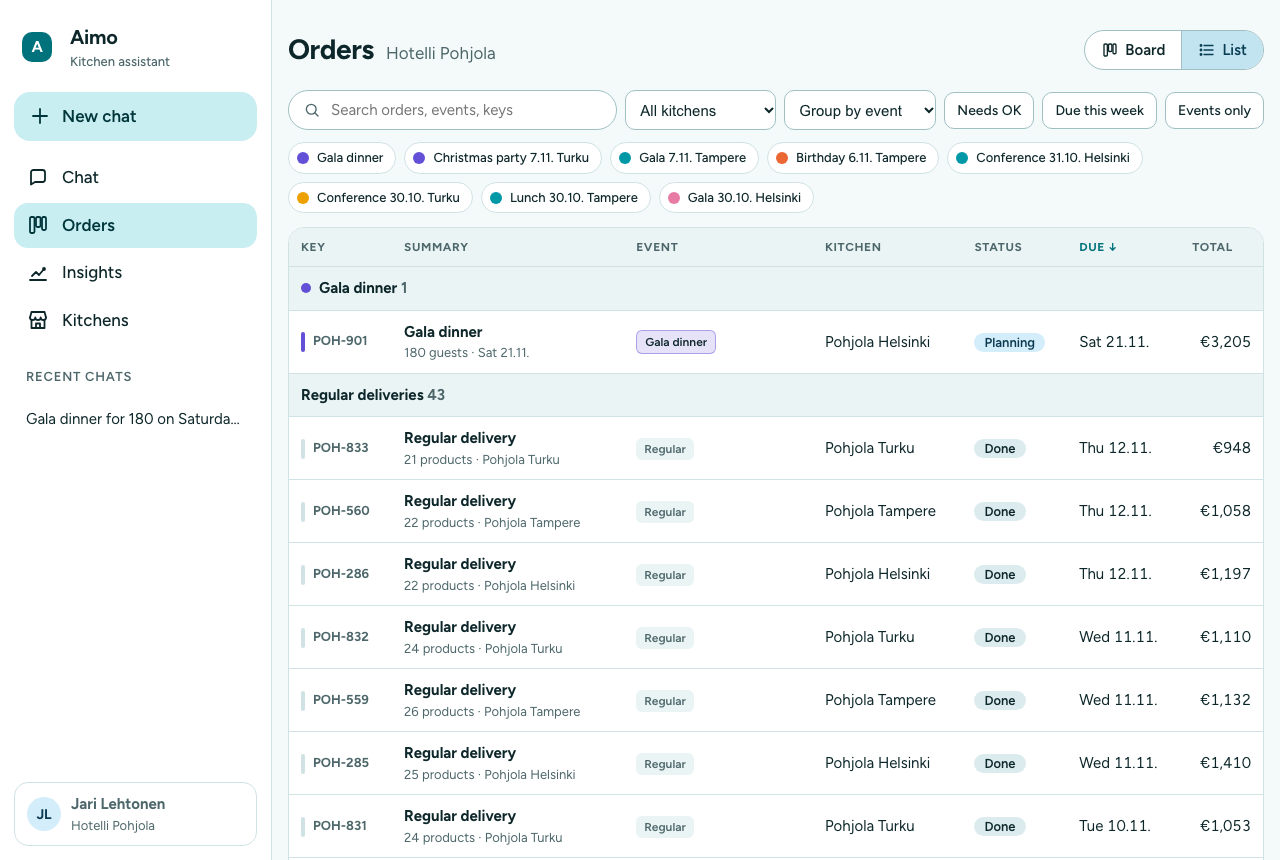 A
Aimo
Kitchen assistant
New chat
Chat
Orders
Insights
Kitchens
RECENT CHATS
Gala dinner for 180 on Saturda...
JL
Jari Lehtonen
Hotelli Pohjola
Orders Hotelli Pohjola
Board List
Search orders, events, keys All kitchens Group by event Needs OK Due this week Events only
Gala dinner Christmas party 7.11. Turku Gala 7.11. Tampere Birthday 6.11. Tampere Conference 31.10. Helsinki
Conference 30.10. Turku Lunch 30.10. Tampere Gala 30.10. Helsinki
KEY SUMMARY EVENT KITCHEN STATUS DUE ↓ TOTAL
Gala dinner 1
POH-901 Gala dinner Gala dinner Pohjola Helsinki Planning Sat 21.11. €3,205
180 guests · Sat 21.11.
Regular deliveries 43
POH-833 Regular delivery Regular Pohjola Turku Done Thu 12.11. €948
21 products · Pohjola Turku
POH-560 Regular delivery Regular Pohjola Tampere Done Thu 12.11. €1,058
22 products · Pohjola Tampere
POH-286 Regular delivery Regular Pohjola Helsinki Done Thu 12.11. €1,197
22 products · Pohjola Helsinki
POH-832 Regular delivery Regular Pohjola Turku Done Wed 11.11. €1,110
24 products · Pohjola Turku
POH-559 Regular delivery Regular Pohjola Tampere Done Wed 11.11. €1,132
26 products · Pohjola Tampere
POH-285 Regular delivery Regular Pohjola Helsinki Done Wed 11.11. €1,410
25 products · Pohjola Helsinki
POH-831 Regular delivery Regular Pohjola Turku Done Tue 10.11. €1,053
24 products · Pohjola Turku